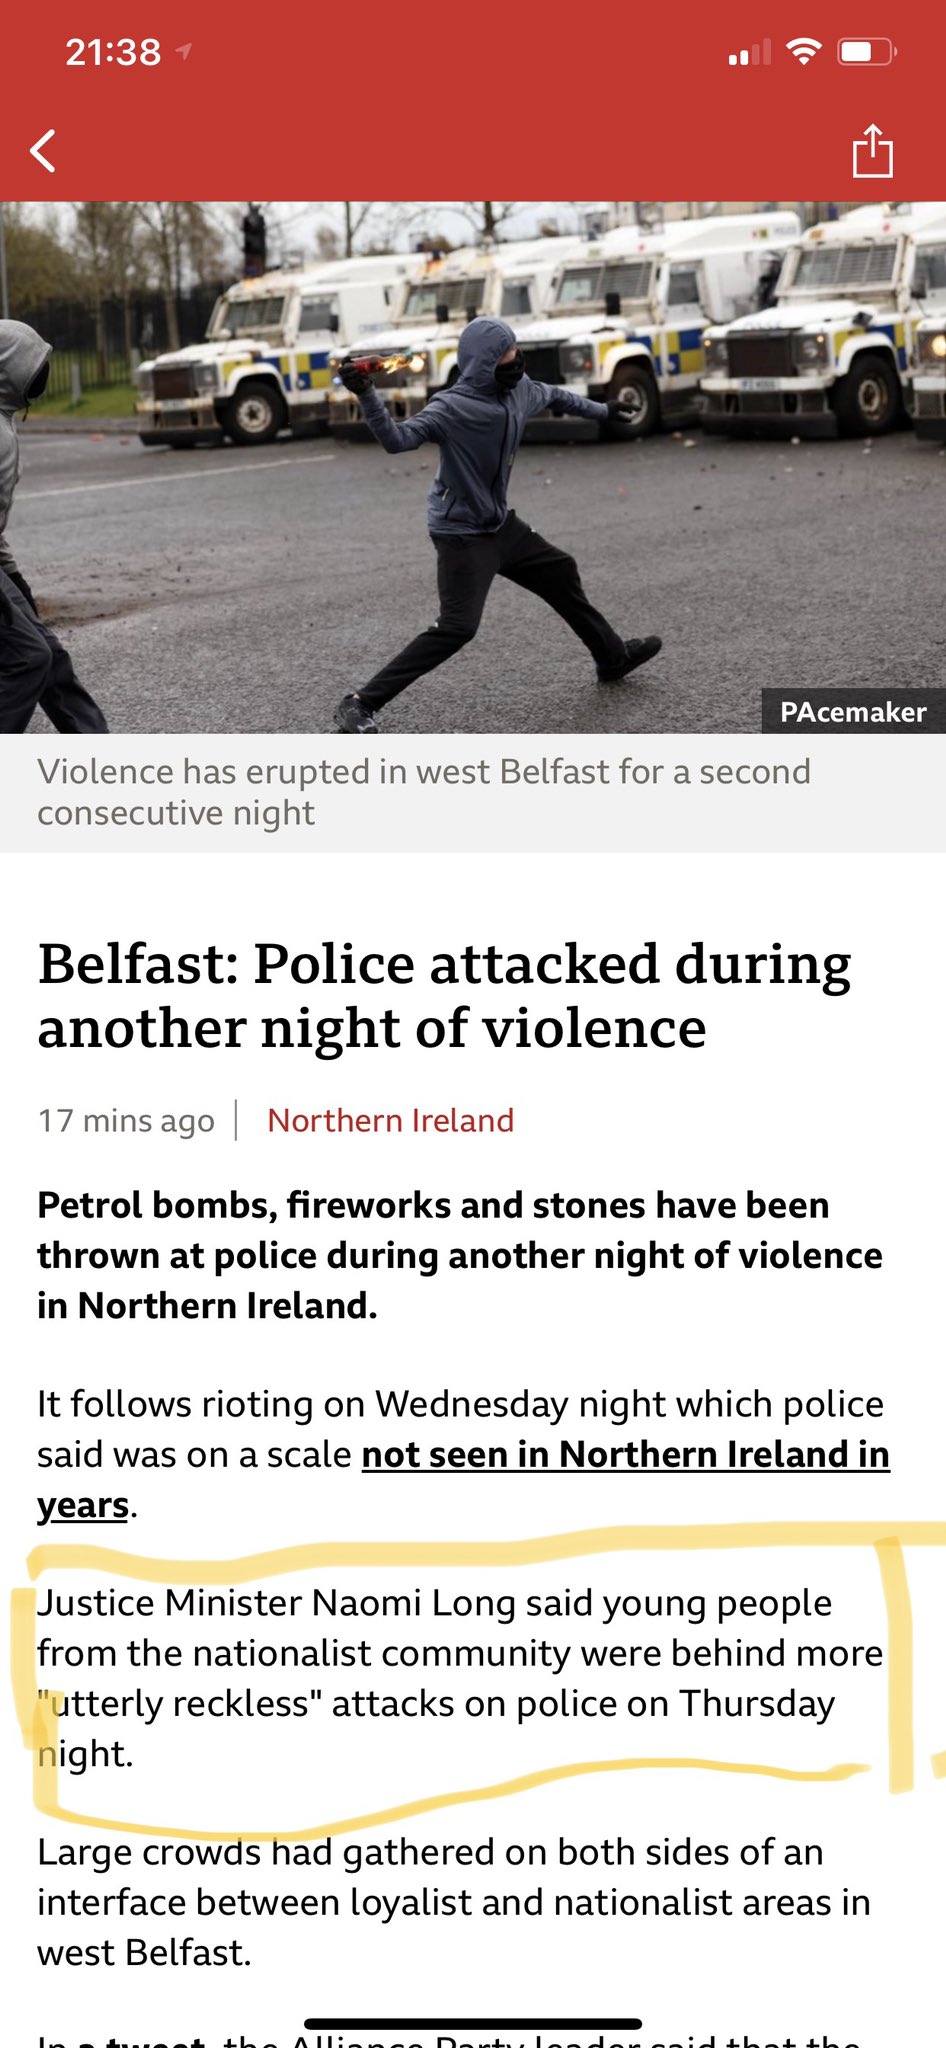 21:38
PAcemaker
Violence has erupted in west Belfast for a second
consecutive night
Belfast: Police attacked during
another night of violence
17 mins ago
Northern Ireland
Petrol bombs, fireworks and stones have been
thrown at police during another night of violence
in Northern Ireland.
It follows rioting on Wednesday night which police
said was on a scale not seen in Northern Ireland in
years.
Justice Minister Naomi Long said young people
from the nationalist community were behind more
"utterly reckless" attacks on police on Thursday
night.
Large crowds had gathered on both sides of an
interface between loyalist and nationalist areas in
west Belfast.
In a tweet, the Alliance Party leader said that the